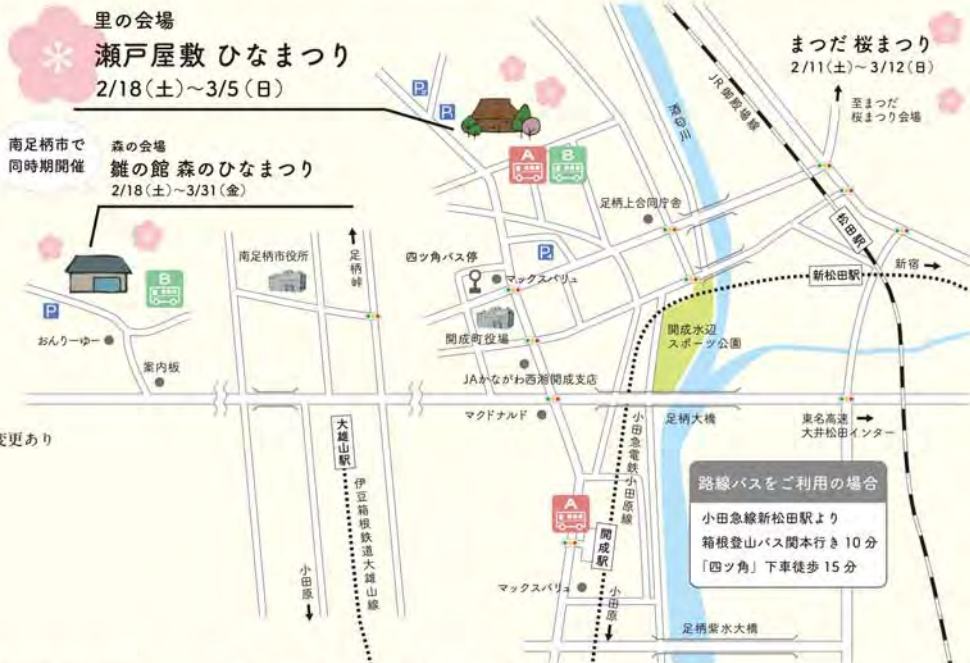 里の会場
瀬戸屋敷 ひなまつり
2/18(土)～3/5(日)
南足柄市で
同時期開催
森の会場
雛の館 森のひなまつり
2/18(土)～3/31(金)
まつだ 桜まつり
2/11(土)～3/12(日)
至まつだ
桜まつり会場
JR御殿場線
P
P
A
B
足柄上合同庁舎
松田駅
南足柄市役所
足柄峠
四ツ角バス停
P
マックスバリュ
新松田駅
新宿
B
P
おんりーゆー
案内板
開成町役場
開成水辺
スポーツ公園
JAかながわ西湘開成支店
マクドナルド
足柄大橋
東名高速
大井松田インター
変更あり
大雄山駅
伊豆箱根鉄道大雄山線
小田原
小田急電鉄小田原線
A
開成駅
マックスバリュ
小田原
足柄紫水大橋
路線バスをご利用の場合
小田急線新松田駅より
箱根登山バス関本行き10分
「四ツ角」下車徒歩15分